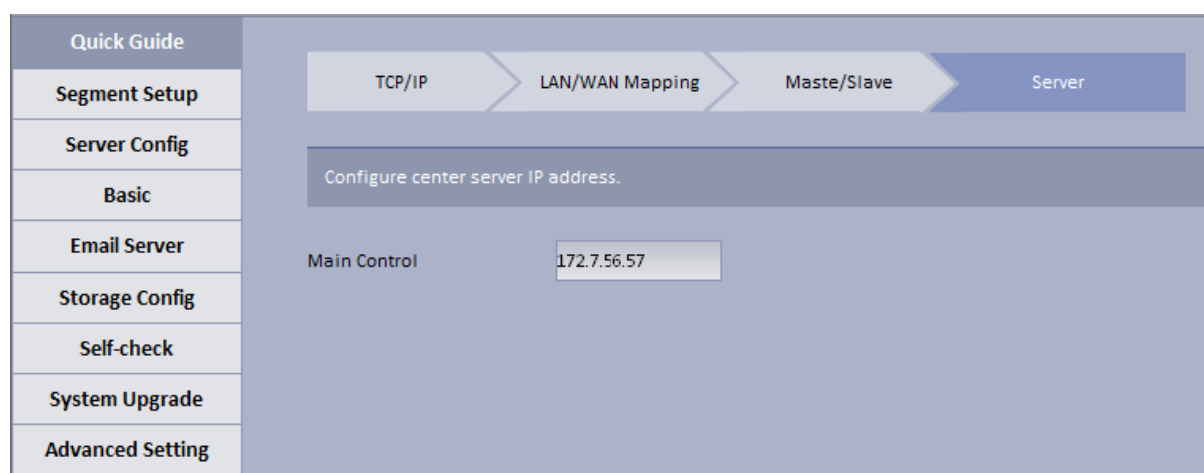 Quick Guide
Segment Setup
Server Config
Basic
Email Server
Storage Config
Self-check
System Upgrade
Advanced Setting
TCP/IP
LAN/WAN Mapping
Maste/Slave
Server
Configure center server IP address.
Main Control
172.7.56.57